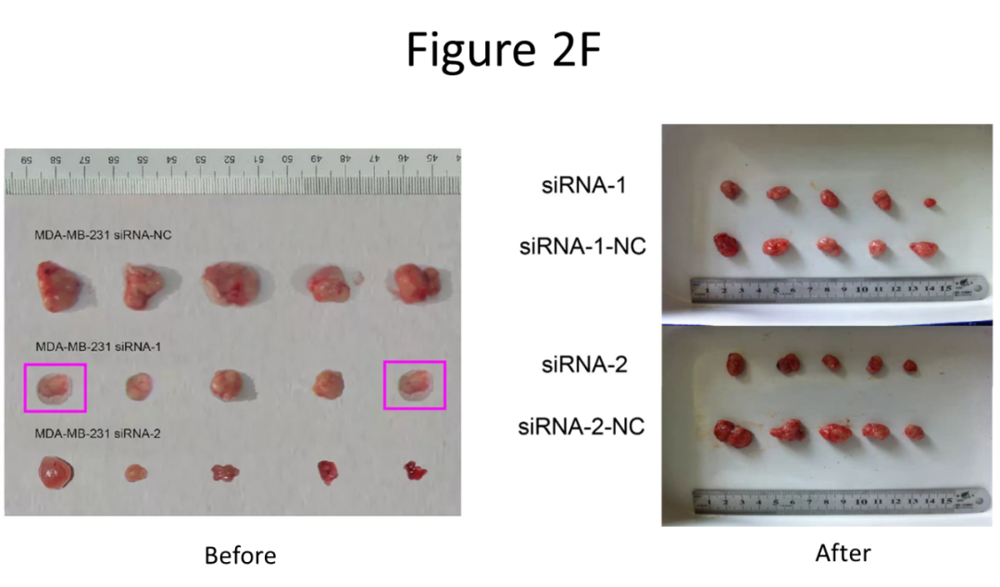 Figure 2F
59 58 57 56 55 54 53 52 51 50 49 48 47 46 45 4
MDA-MB-231 siRNA-NC
MDA-MB-231 siRNA-1
MDA-MB-231 siRNA-2
Before
siRNA-1
siRNA-1-NC
1 2 3 4 5 6 7 8 9 10 11 12 13 14 15
siRNA-2
siRNA-2-NC
1 2 3 4 5 6 7 8 9 10 11 12 13 14 15
After